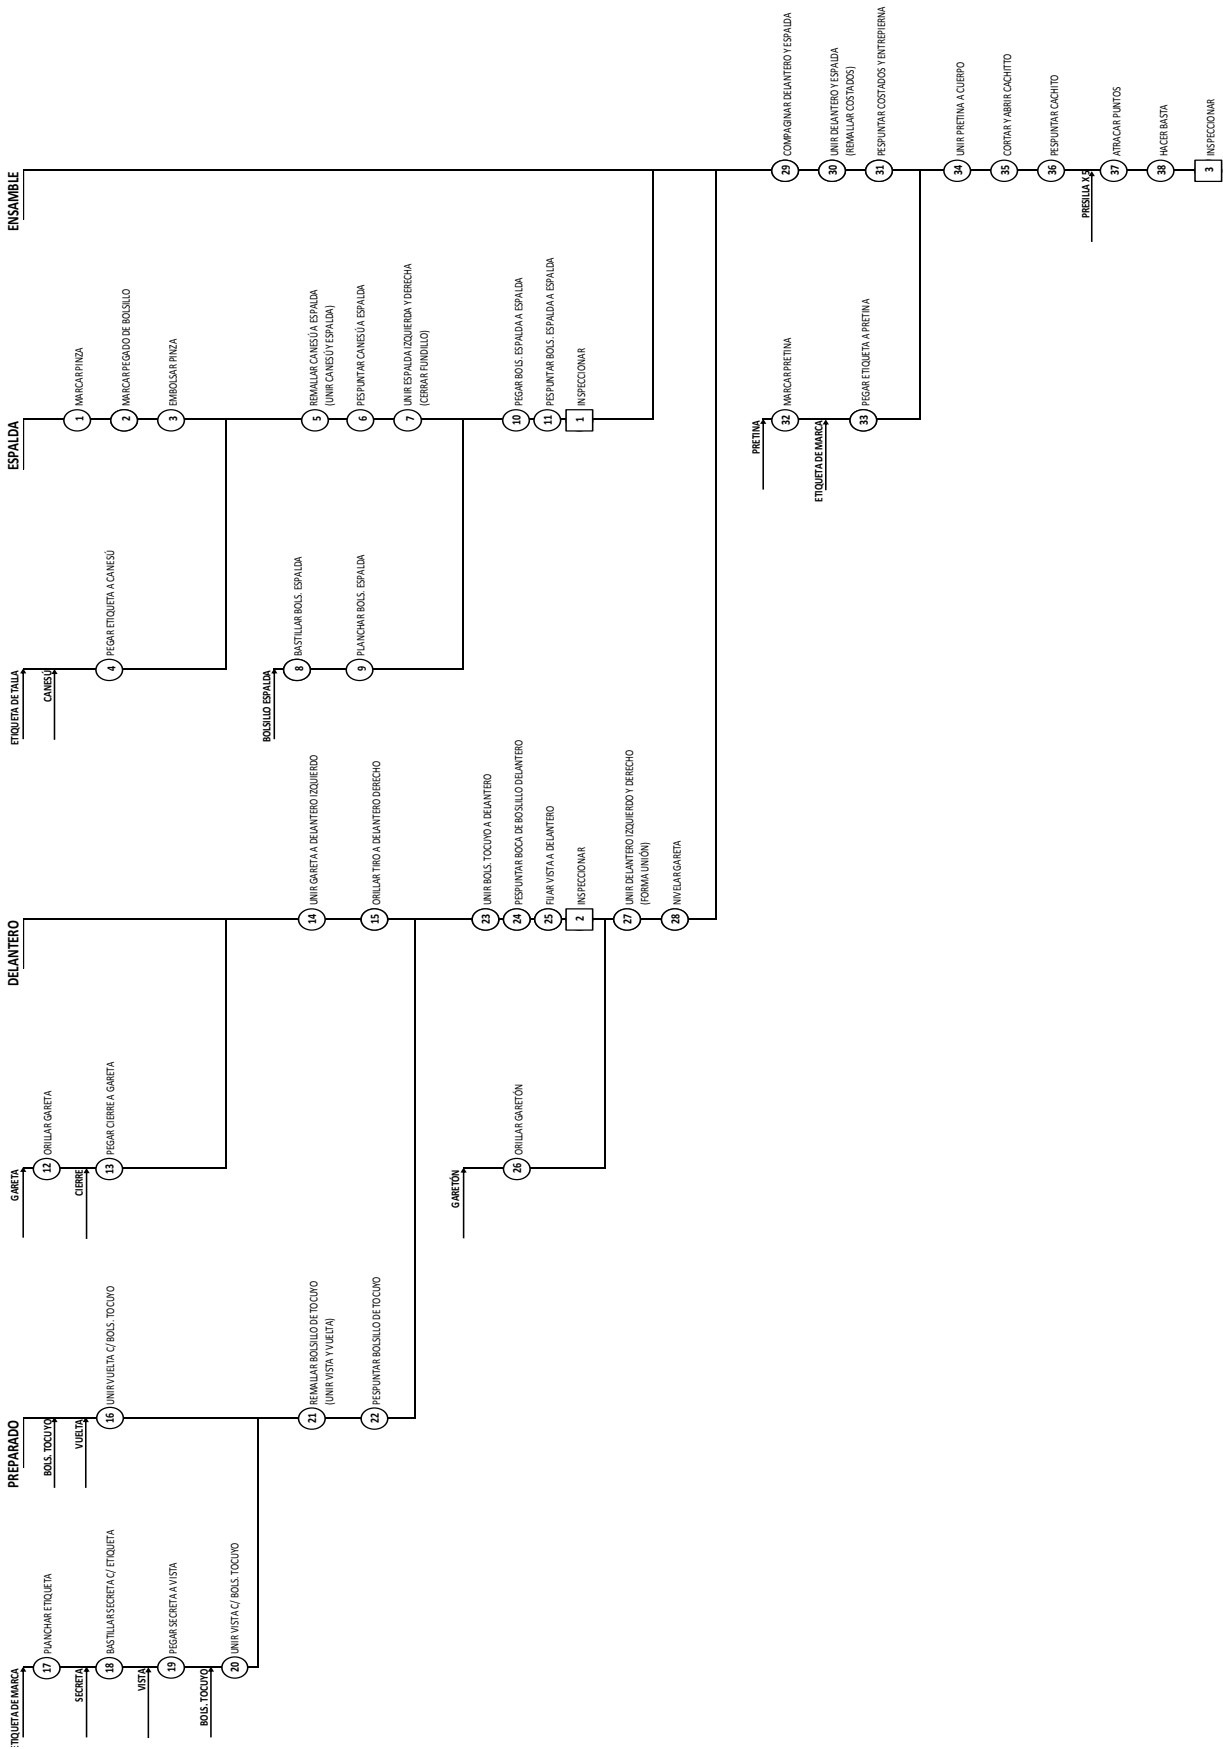 ETIQUETA DE MARCA
17
PLANCHAR ETIQUETA
SECRETA
18
BASTILLAR SECRETA C/ ETIQUETA
VISTA
19
PEGAR SECRETA A VISTA
BOLS. TOCUYO
20
UNIR VISTA C/ BOLS. TOCUYO
PREPARADO
BOLS. TOCUYO
VUELTA
16
UNIR VUELTA C/ BOLS. TOCUYO
21
REMALLAR BOLSILLO DE TOCUYO
(UNIR VISTA Y VUELTA)
22
PESPUNTAR BOLSILLO DE TOCUYO
GARETA
12
ORILLAR GARETA
CIERRE
13
PEGAR CIERRE A GARETA
GARETÓN
26
ORILLAR GARETÓN
DELANTERO
14
UNIR GARETA A DELANTERO IZQUIERDO
15
ORILLAR TIRO A DELANTERO DERECHO
23
UNIR BOLS. TOCUYO A DELANTERO
24
PESPUNTAR BOCA DE BOSLILLO DELANTERO
25
FIJAR VISTA A DELANTERO
2
INSPECCIONAR
27
UNIR DELANTERO IZQUIERDO Y DERECHO
(FORMA UNIÓN)
28
NIVELAR GARETA
ETIQUETA DE TALLA
CANESÚ
4
PEGAR ETIQUETA A CANESÚ
BOLSILLO ESPALDA
8
BASTILLAR BOLS. ESPALDA
9
PLANCHAR BOLS. ESPALDA
ESPALDA
1
MARCAR PINZA
2
MARCAR PEGADO DE BOLSILLO
3
EMBOLSAR PINZA
5
REMALLAR CANESÚ A ESPALDA
(UNIR CANESÚ Y ESPALDA)
6
PESPUNTAR CANESÚ A ESPALDA
7
UNIR ESPALDA IZQUIERDA Y DERECHA
(CERRAR FUNDILLO)
10
PEGAR BOLS. ESPALDA A ESPALDA
11
PESPUNTAR BOLS. ESPALDA A ESPALDA
1
INSPECCIONAR
PRETINA
32
MARCAR PRETINA
ETIQUETA DE MARCA
33
PEGAR ETIQUETA A PRETINA
ENSAMBLE
29
COMPAGINAR DELANTERO Y ESPALDA
30
UNIR DELANTERO Y ESPALDA
(REMALLAR COSTADOS)
31
PESPUNTAR COSTADOS Y ENTREPIERNA
34
UNIR PRETINA A CUERPO
35
CORTAR Y ABRIR CACHITTO
36
PESPUNTAR CACHITO
PRESILLA X 5
37
ATRACAR PUNTOS
38
HACER BASTA
3
INSPECCIONAR